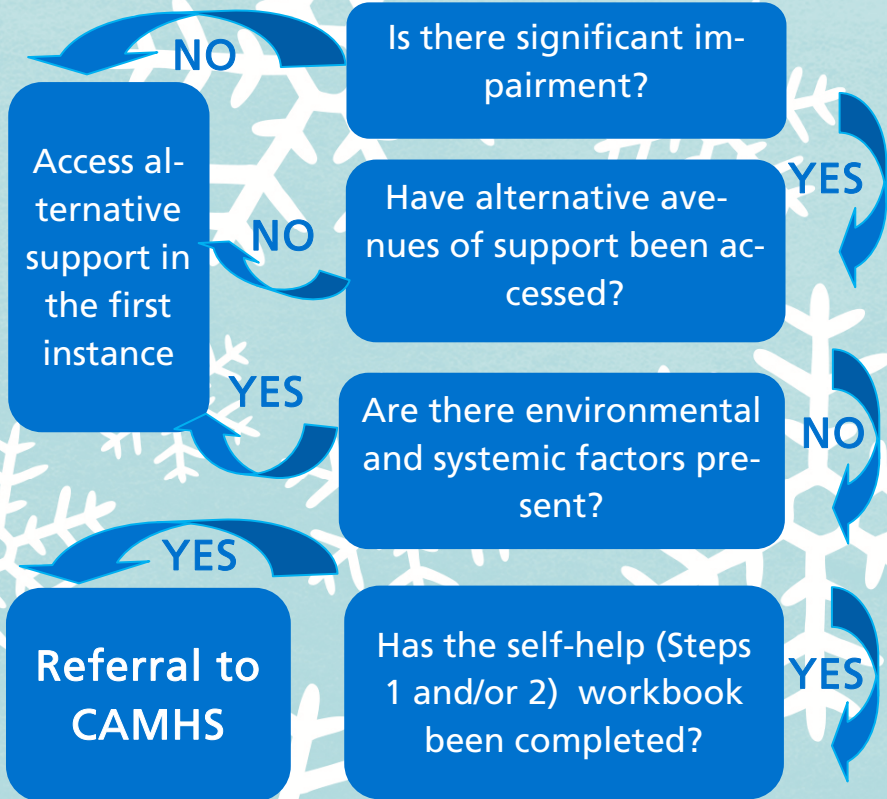 NO
Is there significant im-
pairment?
YES
Access al-
ternative
support in
the first
instance
NO
Have alternative ave-
nues of support been ac-
cessed?
YES
Are there environmental
and systemic factors pre-
sent?
NO
YES
Referral to
CAMHS
Has the self-help (Steps
1 and/or 2) workbook
been completed?
YES